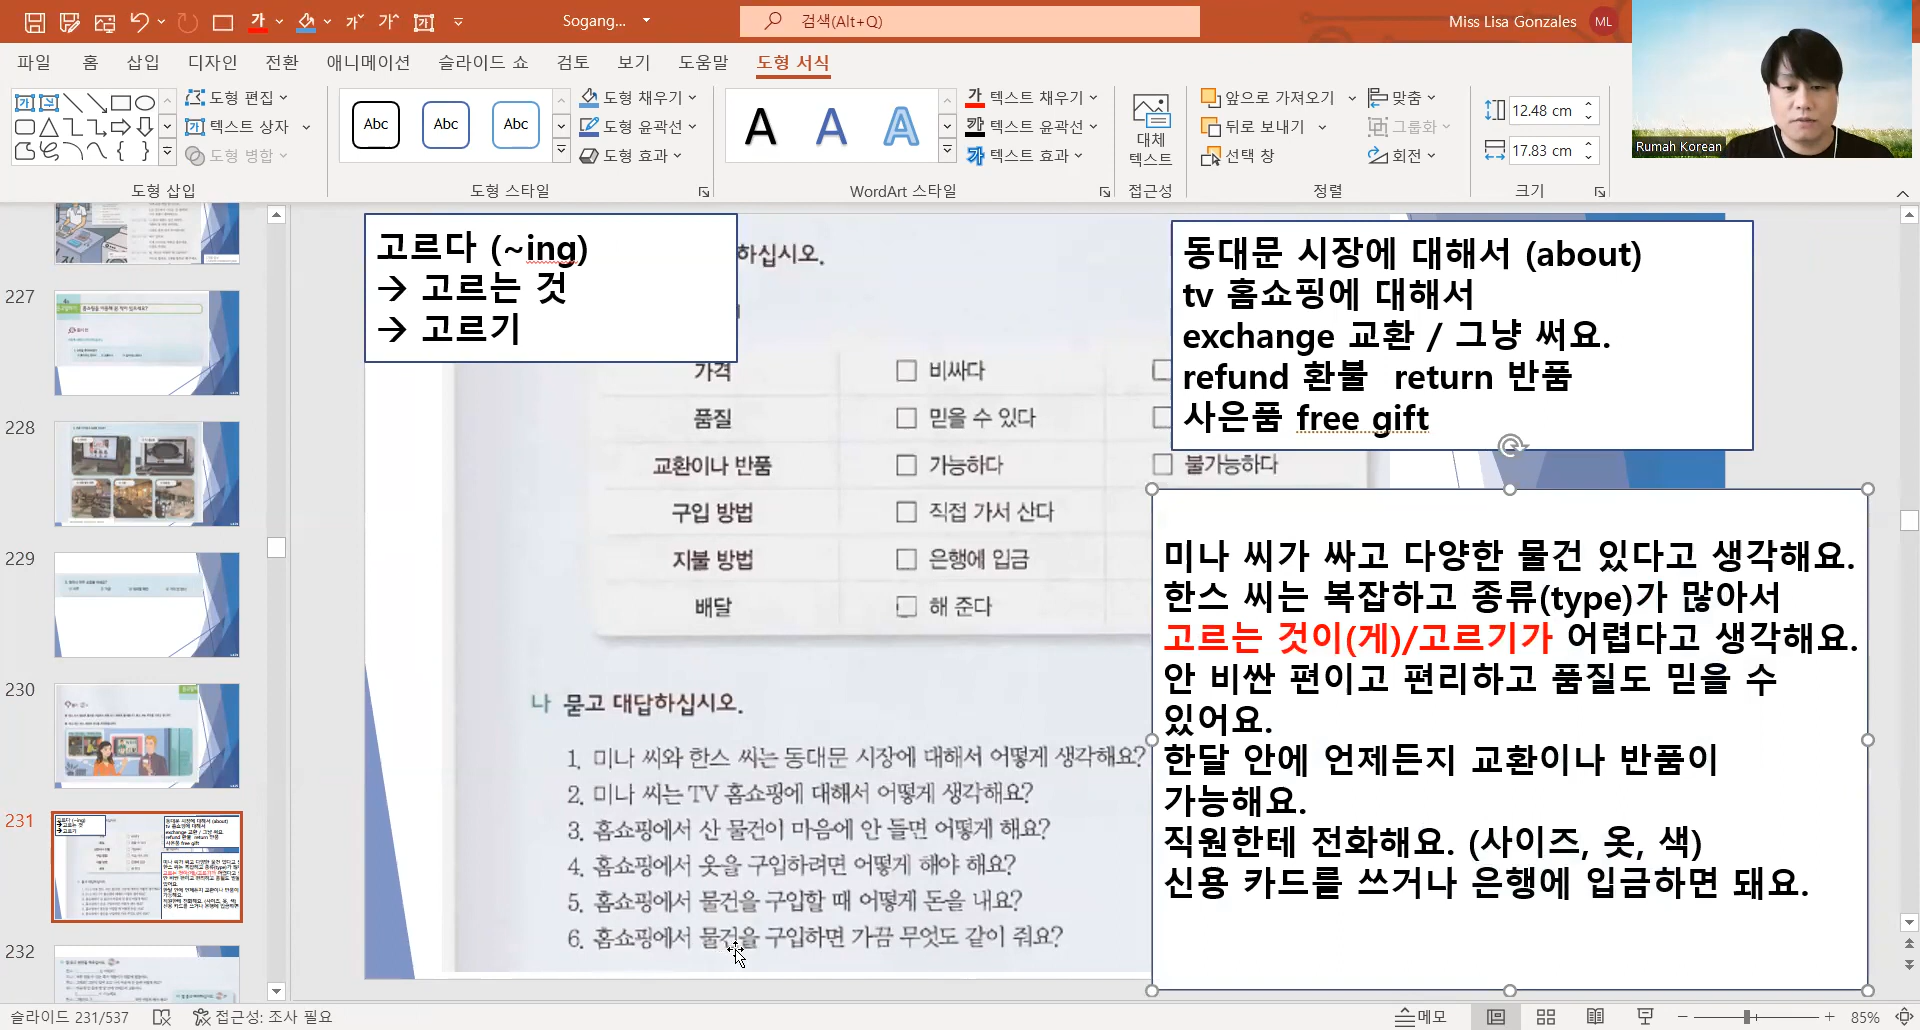 Sogang...
검색(Alt+Q)
Miss Lisa Gonzales
ML
파일 홈 삽입 디자인 전환 애니메이션 슬라이드 쇼 검토 보기 도움말 도형 서식
도형 편집
텍스트 상자
도형 병합
도형 삽입
Abc Abc Abc
도형 채우기
도형 윤곽선
도형 효과
도형 스타일
A A A
텍스트 채우기
텍스트 윤곽선
텍스트 효과
WordArt 스타일
대체
텍스트
접근성
앞으로 가져오기
뒤로 보내기
선택 창
맞춤
그룹화
회전
정렬
12.48 cm
17.83 cm
크기
Rumah Korean
227
228
229
230
231
232
고르다 (~ing)
→ 고르는 것
→ 고르기
하십시오.
동대문 시장에 대해서 (about)
tv 홈쇼핑에 대해서
exchange 교환 / 그냥 써요.
refund 환불 return 반품
사은품 free gift
가격 □ 비싸다 □
품질 □ 믿을 수 있다 □
교환이나 반품 □ 가능하다 □ 불가능하다
구입 방법 □ 직접 가서 산다
지불 방법 □ 은행에 입금
배달 □ 해 준다
나 묻고 대답하십시오.
1. 미나 씨와 한스 씨는 동대문 시장에 대해서 어떻게 생각해요?
2. 미나 씨는 TV 홈쇼핑에 대해서 어떻게 생각해요?
3. 홈쇼핑에서 산 물건이 마음에 안 들면 어떻게 해요?
4. 홈쇼핑에서 옷을 구입하려면 어떻게 해야 해요?
5. 홈쇼핑에서 물건을 구입할 때 어떻게 돈을 내요?
6. 홈쇼핑에서 물건을 구입하면 가끔 무엇도 같이 줘요?
미나 씨가 싸고 다양한 물건 있다고 생각해요.
한스 씨는 복잡하고 종류(type)가 많아서
고르는 것이(게)/고르기가 어렵다고 생각해요.
안 비싼 편이고 편리하고 품질도 믿을 수
있어요.
한달 안에 언제든지 교환이나 반품이
가능해요.
직원한테 전화해요. (사이즈, 옷, 색)
신용 카드를 쓰거나 은행에 입금하면 돼요.
슬라이드 231/537
접근성: 조사 필요
메모
85%